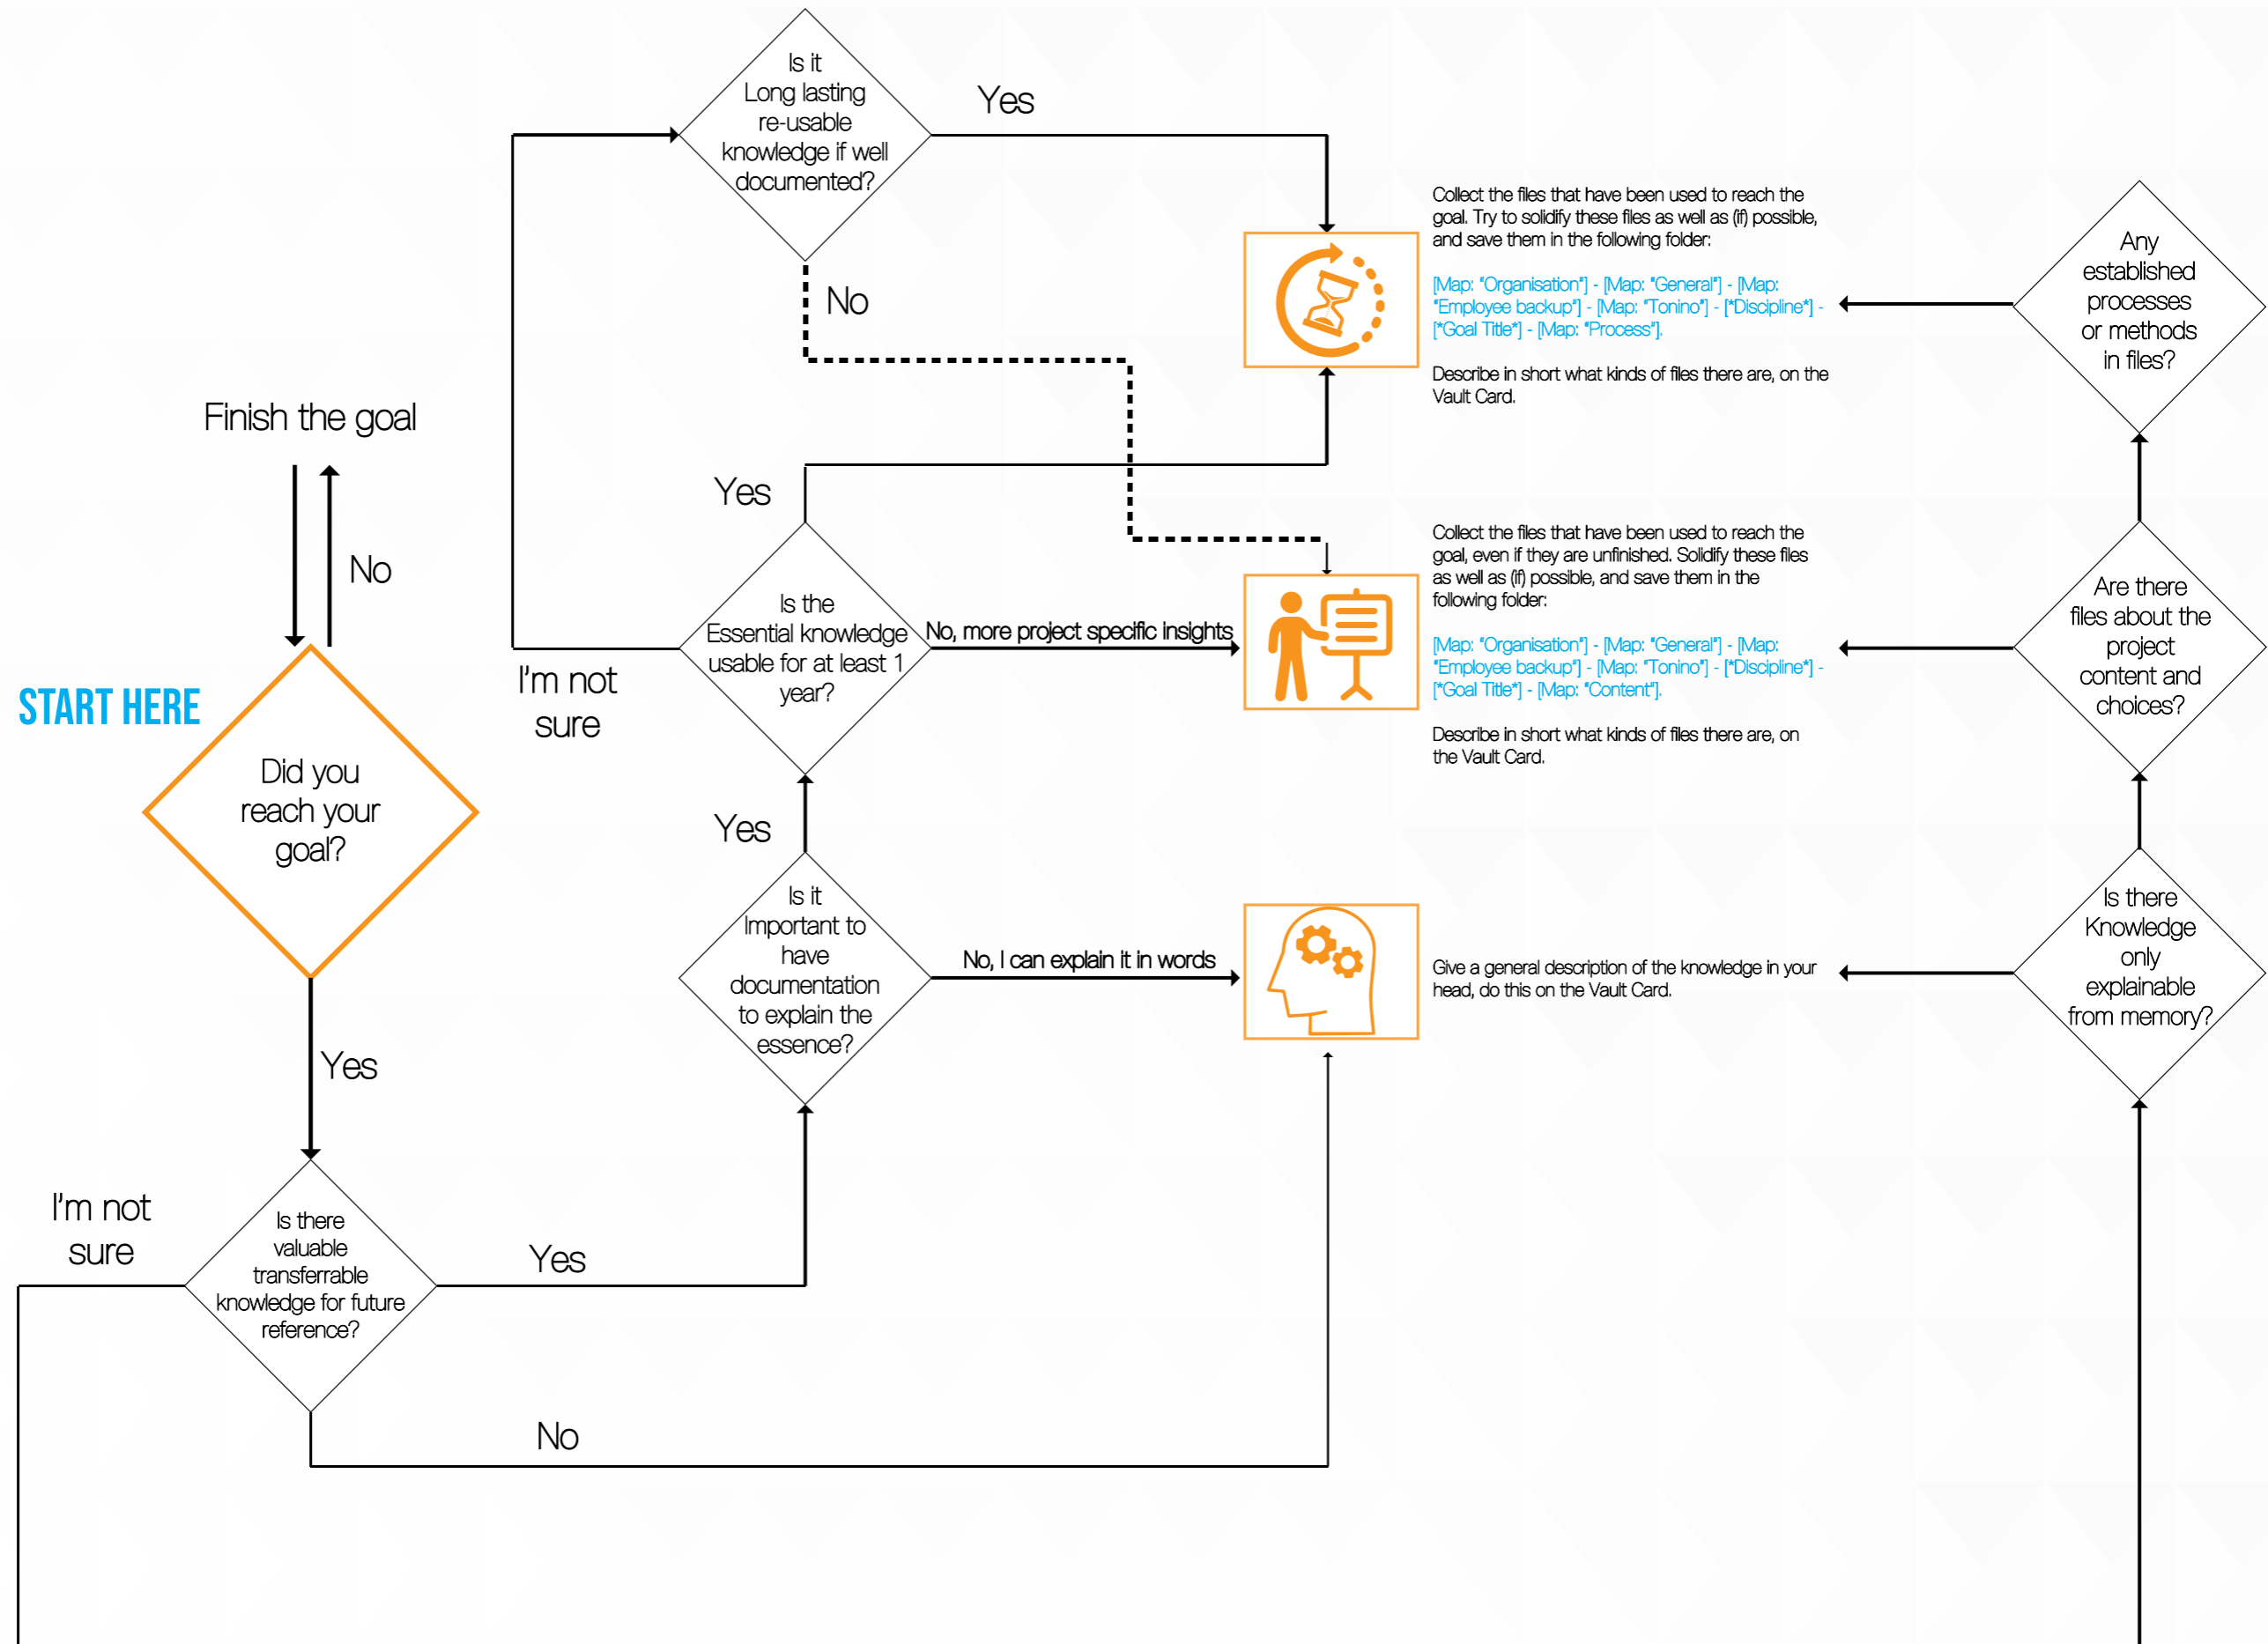 Is it
Long lasting
re-usable
knowledge if well
documented?
Yes
No
Collect the files that have been used to reach the
goal. Try to solidify these files as well as (if) possible,
and save them in the following folder:
[Map: "Organisation"] - [Map: "General"] - [Map:
"Employee backup"] - [Map: "Tonino"] - [*Discipline*] -
[*Goal Title*] - [Map: "Process"].
Describe in short what kinds of files there are, on the
Vault Card.
Any
established
processes
or methods
in files?
Finish the goal
No
START HERE
Did you
reach your
goal?
Yes
Yes
Is the
Essential knowledge
usable for at least 1
year?
I'm not
sure
No, more project specific insights
Collect the files that have been used to reach the
goal, even if they are unfinished. Solidify these files
as well as (if) possible, and save them in the
following folder:
[Map: "Organisation"] - [Map: "General"] - [Map:
"Employee backup"] - [Map: "Tonino"] - [*Discipline*] -
[*Goal Title*] - [Map: "Content"].
Describe in short what kinds of files there are, on
the Vault Card.
Are there
files about the
project
content and
choices?
Yes
Is it
Important to
have
documentation
to explain the
essence?
No, I can explain it in words
Give a general description of the knowledge in your
head, do this on the Vault Card.
Is there
Knowledge
only
explainable
from memory?
I'm not
sure
Is there
valuable
transferrable
knowledge for future
reference?
Yes
No